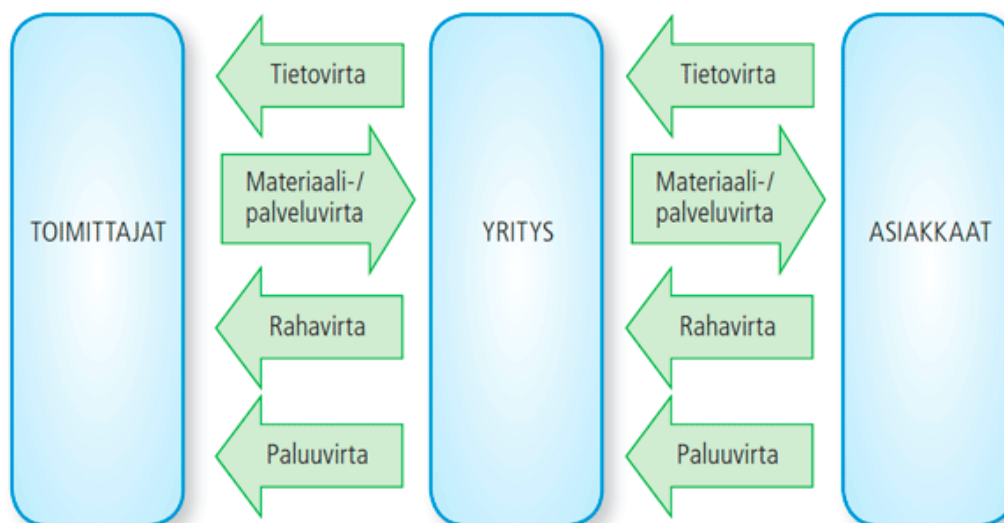 Tietovirta
Tietovirta
Materiaali-/
palveluvirta
Materiaali-/
palveluvirta
TOIMITTAJAT
YRITYS
ASIAKKAAT
Rahavirta
Rahavirta
Paluuvirta
Paluuvirta